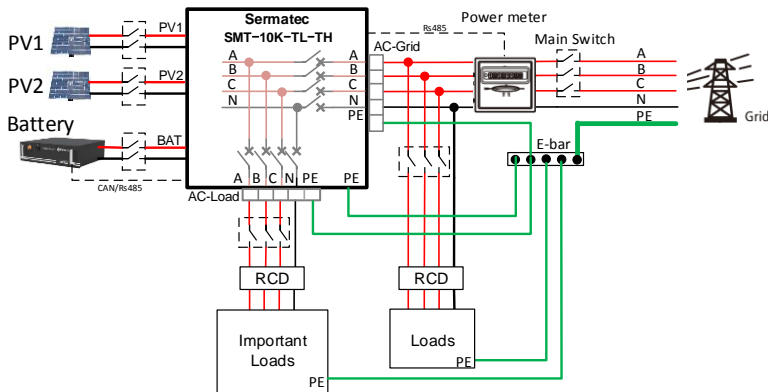 Sermatec
SMT-10K-TL-TH
Power meter
Rs485
Main Switch
PV1
PV1
AC-Grid
A
B
C
N
PE
A
B
C
N
PE
A
B
C
N
PE
Grid
PV2
PV2
Battery
BAT
CAN/Rs485
E-bar
A
B
C
N
PE
PE
AC-Load
RCD
RCD
Important
Loads
PE
Loads
PE